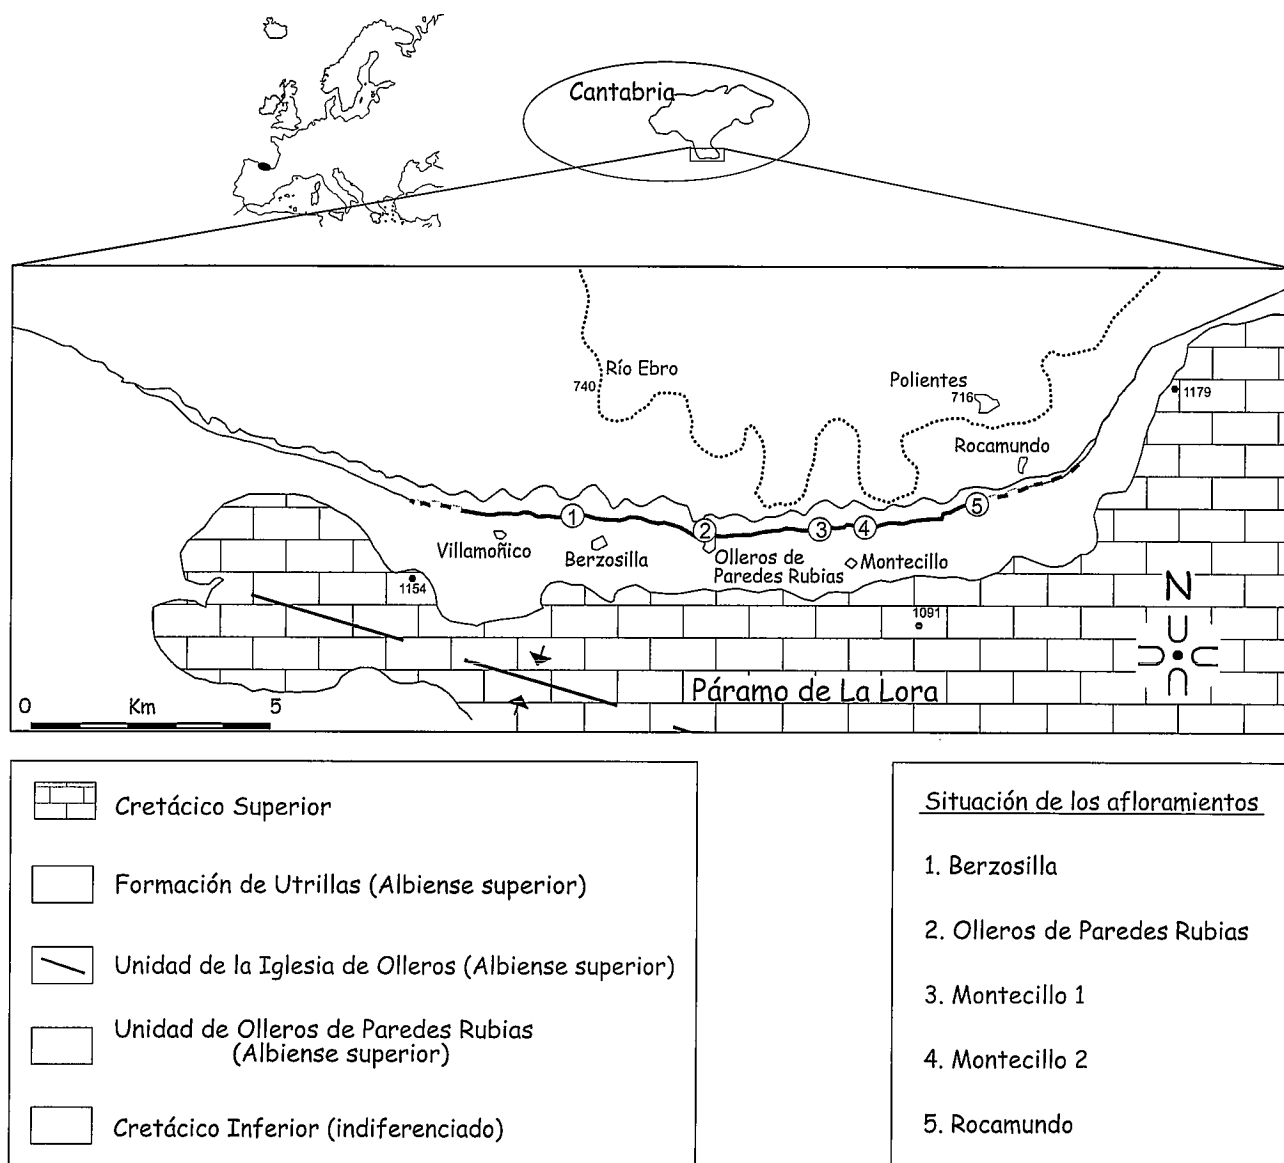 Cantabria
Río Ebro
740
Polientes
716
1179
Rocamundo
1
2
3
4
5
Villamoñico
Berzosilla
Olleros de
Paredes Rubias
Montecillo
1154
1091
N
Páramo de La Lora
0 Km 5
Cretácico Superior
Formación de Utrillas (Albiense superior)
Unidad de la Iglesia de Olleros (Albiense superior)
Unidad de Olleros de Paredes Rubias
(Albiense superior)
Cretácico Inferior (indiferenciado)
Situación de los afloramientos
1. Berzosilla
2. Olleros de Paredes Rubias
3. Montecillo 1
4. Montecillo 2
5. Rocamundo